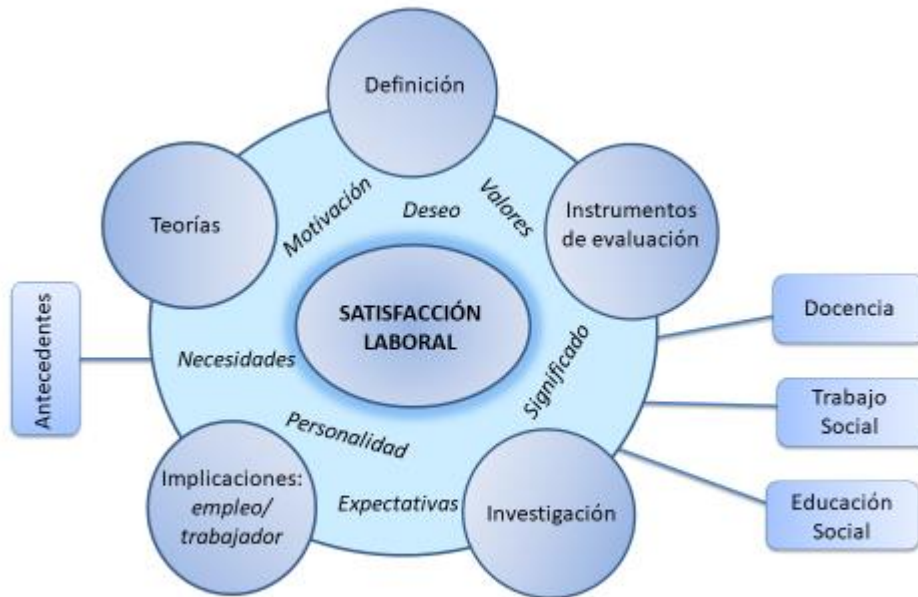 Definición
Teorías
Motivación
Deseo
Valores
Instrumentos
de evaluación
SATISFACCIÓN
LABORAL
Antecedentes
Necesidades
Significado
Personalidad
Docencia
Trabajo
Social
Educación
Social
Implicaciones:
empleo/
trabajador
Expectativas
Investigación